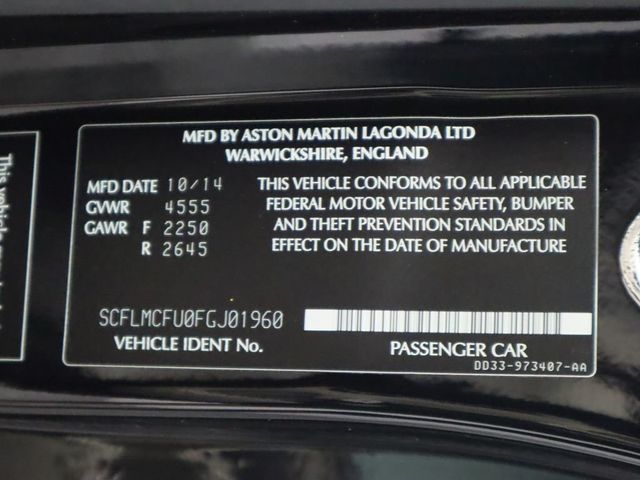 MFD BY ASTON MARTIN LAGONDA LTD
WARWICKSHIRE, ENGLAND
MFD DATE 10/14
GVWR 4555
GAWR F 2250
R 2645
THIS VEHICLE CONFORMS TO ALL APPLICABLE
FEDERAL MOTOR VEHICLE SAFETY, BUMPER
AND THEFT PREVENTION STANDARDS IN
EFFECT ON THE DATE OF MANUFACTURE
SCFLMCFU0FGJ01960
VEHICLE IDENT No.
PASSENGER CAR
DD33-973407-AA
This vehicle